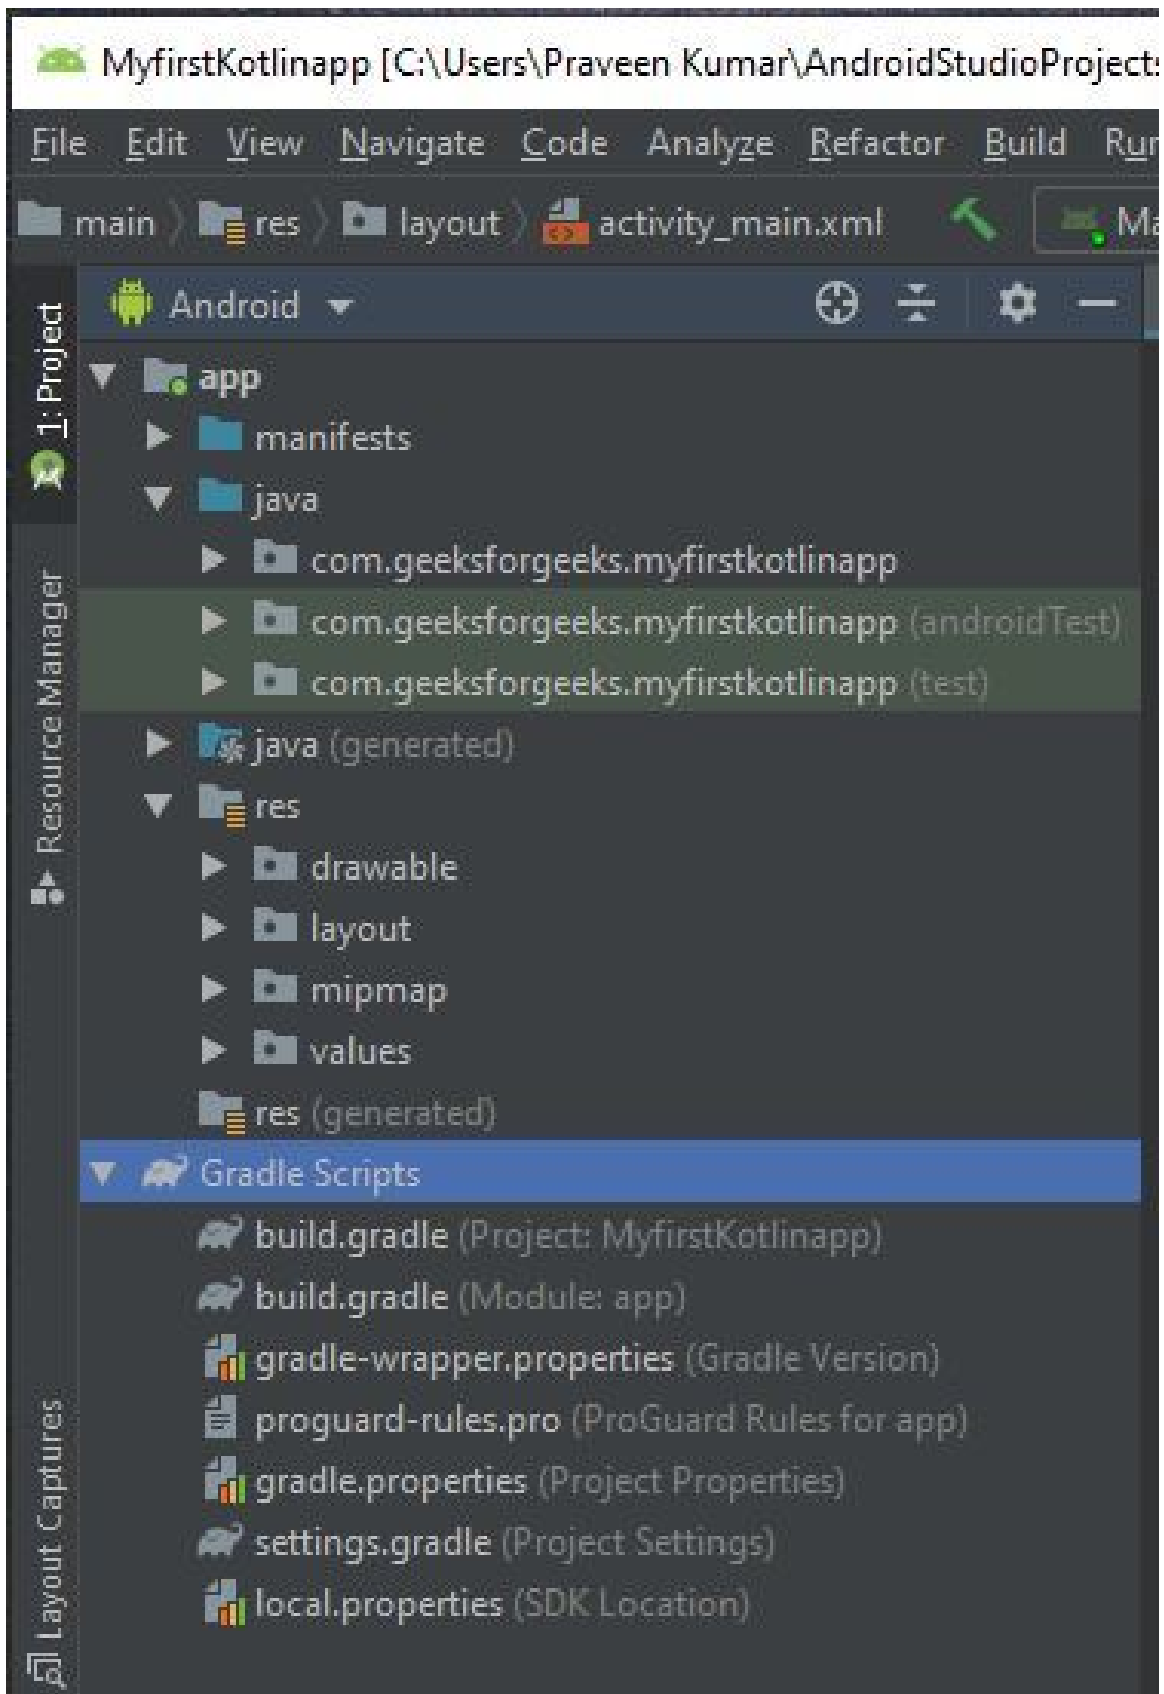 MyfirstKotlinapp [C:\Users\Praveen Kumar\AndroidStudioProjects
File Edit View Navigate Code Analyze Refactor Build Run
main res layout activity_main.xml Ma
Android
1: Project
app
manifests
java
com.geeksforgeeks.myfirstkotlinapp
com.geeksforgeeks.myfirstkotlinapp (androidTest)
com.geeksforgeeks.myfirstkotlinapp (test)
java (generated)
Resource Manager
res
drawable
layout
mipmap
values
res (generated)
Gradle Scripts
build.gradle (Project: MyfirstKotlinapp)
build.gradle (Module: app)
gradle-wrapper.properties (Gradle Version)
proguard-rules.pro (ProGuard Rules for app)
gradle.properties (Project Properties)
settings.gradle (Project Settings)
local.properties (SDK Location)
Layout Captures